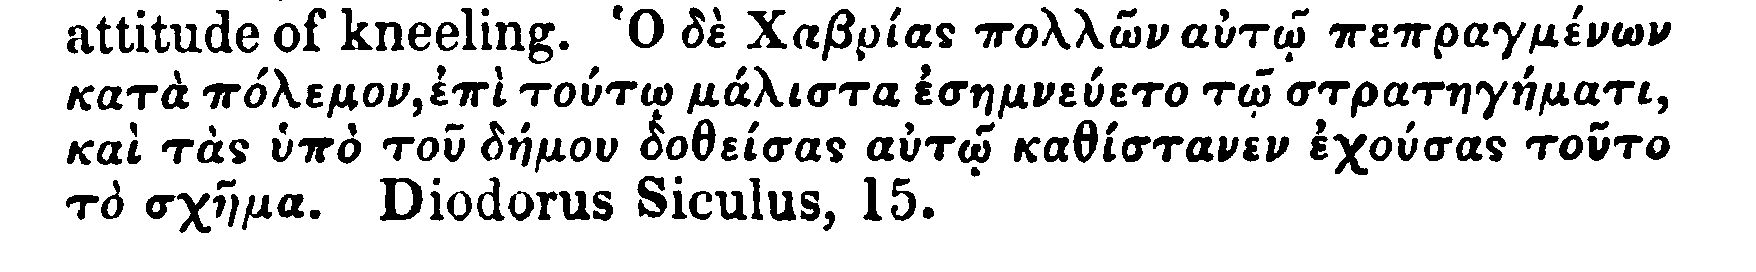 attitude of kneeling. Ὁ δὲ Χαβρίας πολλῶν αὐτῷ πεπραγμένων
κατὰ πόλεμον, ἐπὶ τούτῳ μάλιστα ἐσημνεύετο τῷ στρατηγήματι,
καὶ τὰς ὑπὸ τοῦ δήμου δοθείσας αὐτῷ καθίστανεν ἐχούσας τοῦτο
τὸ σχῆμα. Diodorus Siculus, 15.